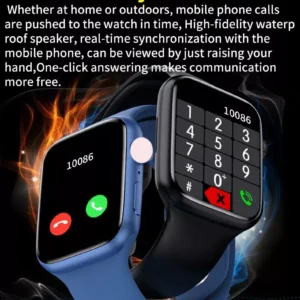 Whether at home or outdoors, mobile phone calls
are pushed to the watch in time, High-fidelity waterp
roof speaker, real-time synchronization with the
mobile phone, can be viewed by just raising your
hand,One-click answering makes communication
more free.
10086
10086
1 2 3
4 5 6
7 8 9
* 0+ #